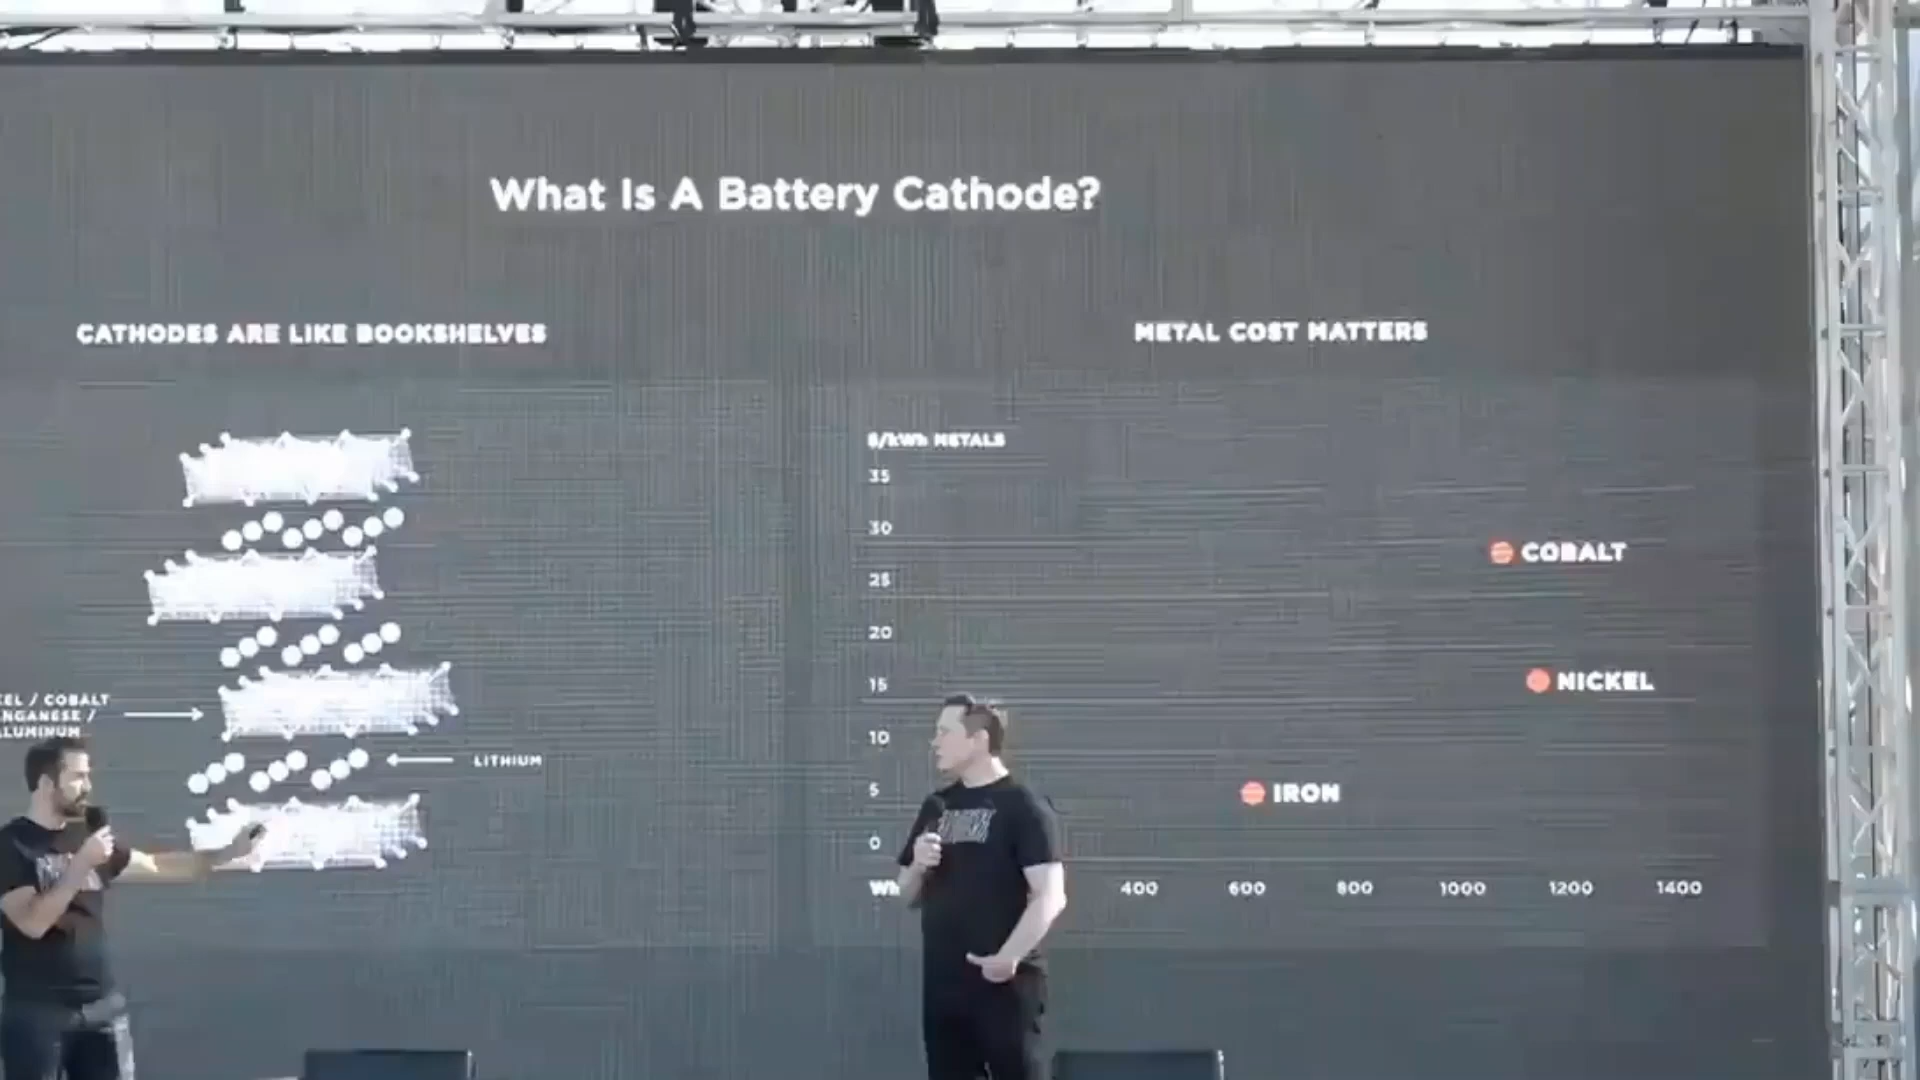 What Is A Battery Cathode?
CATHODES ARE LIKE BOOKSHELVES
METAL COST MATTERS
$/kWh METALS
35
30
25
20
15
10
5
0
COBALT
NICKEL
IRON
400 600 800 1000 1200 1400
/ COBALT
/
LITHIUM